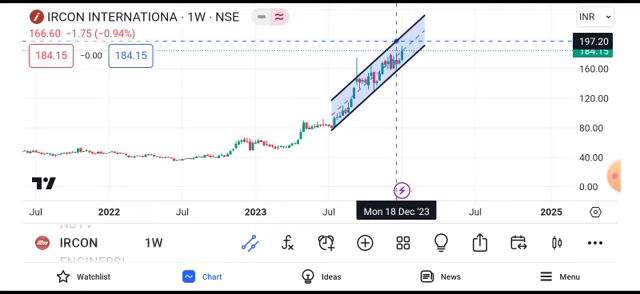 IRCON INTERNATIONA · 1W · NSE
INR
166.60 −1.75 (−0.94%)
197.20
184.15
184.15 −0.00 184.15
160.00
120.00
80.00
40.00
0.00
Jul 2022 Jul 2023 Jul Mon 18 Dec '23 Jul 2025
NDTV
IRCON 1W
ENGINERSI
Watchlist Chart Ideas News Menu